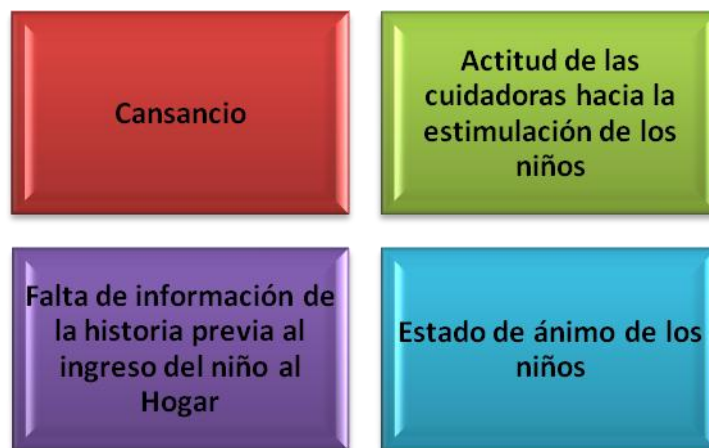 Cansancio
Actitud de las
cuidadoras hacia la
estimulación de los
niños
Falta de información de
la historia previa al
ingreso del niño al
Hogar
Estado de ánimo de los
niños